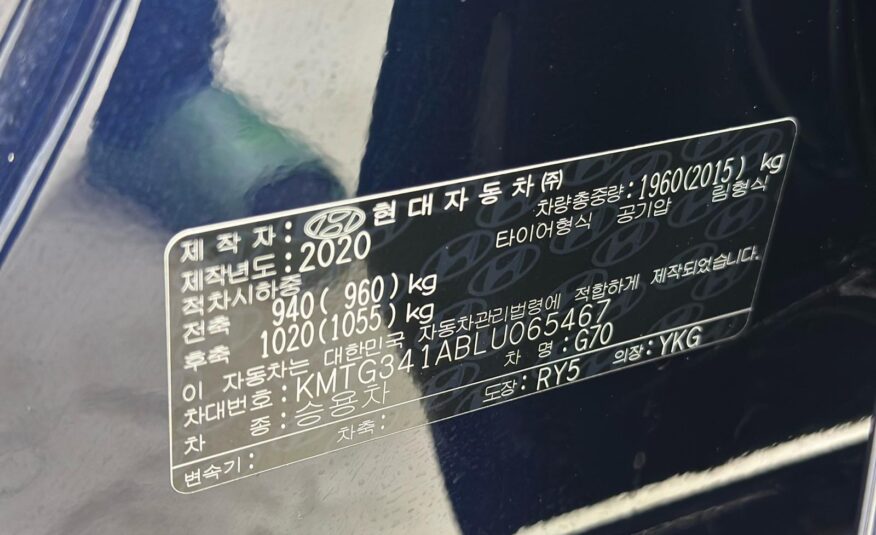 제작자: 현대자동차(주)
제작년도: 2020 차량총중량: 1960(2015) kg
적차시하중 타이어형식 공기압 림형식
전축 940( 960) kg
후축 1020(1055) kg
이 자동차는 대한민국 자동차관리법령에 적합하게 제작되었습니다.
차대번호: KMTG341ABLU065467
차 종: 승용차 차 명: G70
변속기: 차축: 도장: RY5 의장: YKG